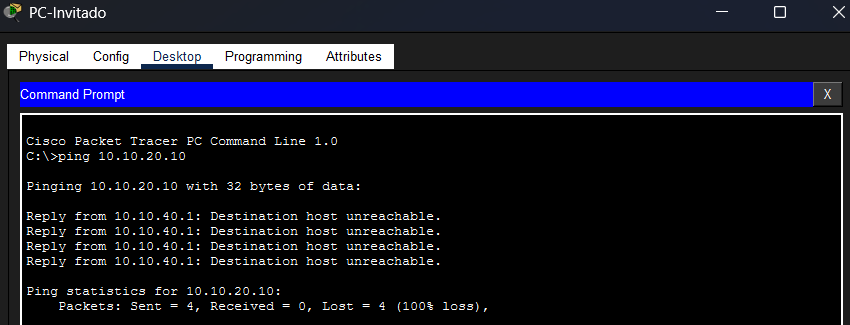 PC-Invitado
Physical Config Desktop Programming Attributes
Command Prompt X
Cisco Packet Tracer PC Command Line 1.0
C:\>ping 10.10.20.10
Pinging 10.10.20.10 with 32 bytes of data:
Reply from 10.10.40.1: Destination host unreachable.
Reply from 10.10.40.1: Destination host unreachable.
Reply from 10.10.40.1: Destination host unreachable.
Reply from 10.10.40.1: Destination host unreachable.
Ping statistics for 10.10.20.10:
    Packets: Sent = 4, Received = 0, Lost = 4 (100% loss),